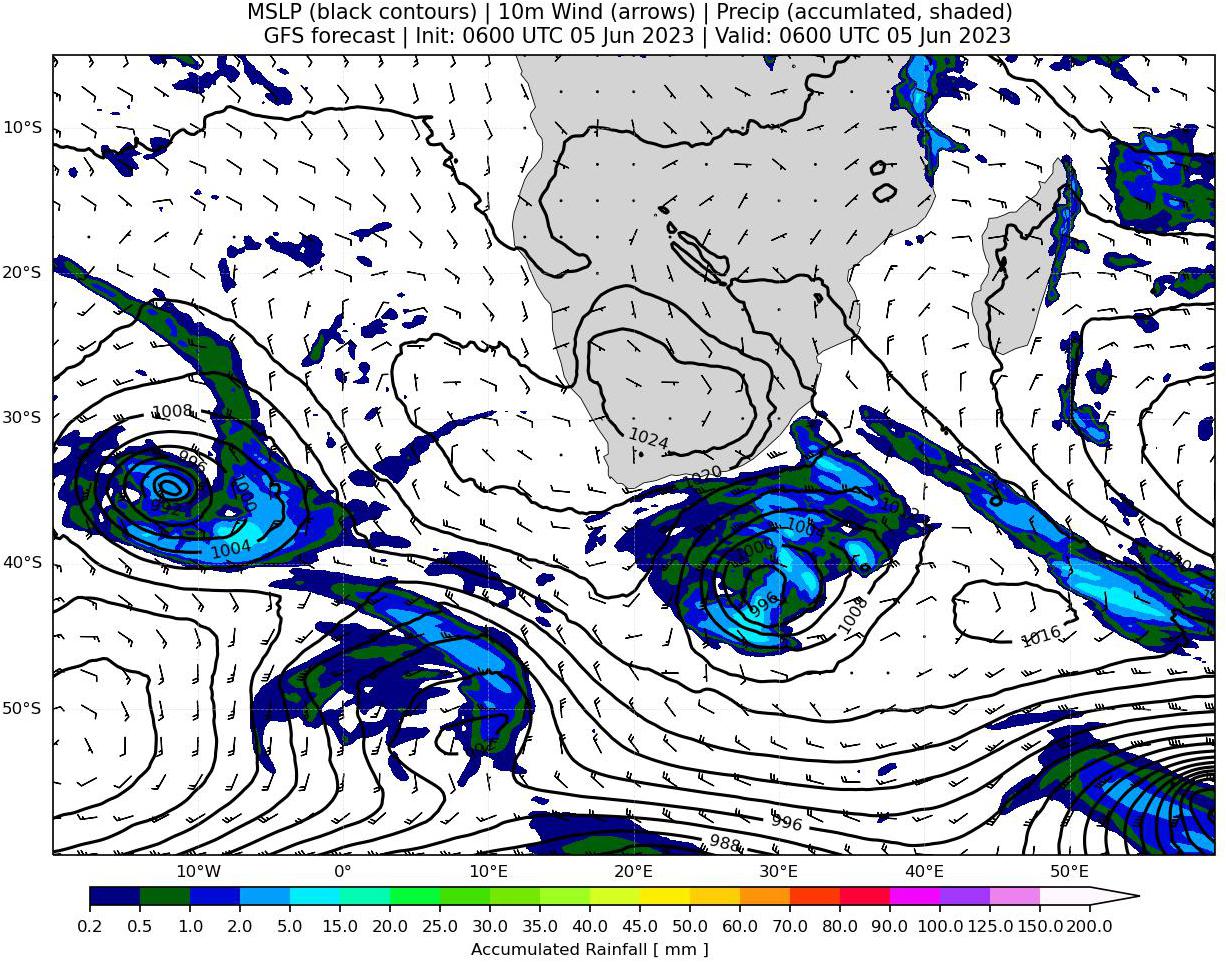 MSLP (black contours) | 10m Wind (arrows) | Precip (accumlated, shaded)
GFS forecast | Init: 0600 UTC 05 Jun 2023 | Valid: 0600 UTC 05 Jun 2023
10°S
20°S
30°S
40°S
50°S
1008
996
992
1004
1024
1020
1004
1000
996
1008
1016
996
988
10°W
0°
10°E
20°E
30°E
40°E
50°E
0.2 0.5 1.0 2.0 5.0 10.0 15.0 20.0 25.0 30.0 35.0 40.0 45.0 50.0 60.0 70.0 80.0 90.0 100.0 125.0 150.0 200.0
Accumulated Rainfall [ mm ]